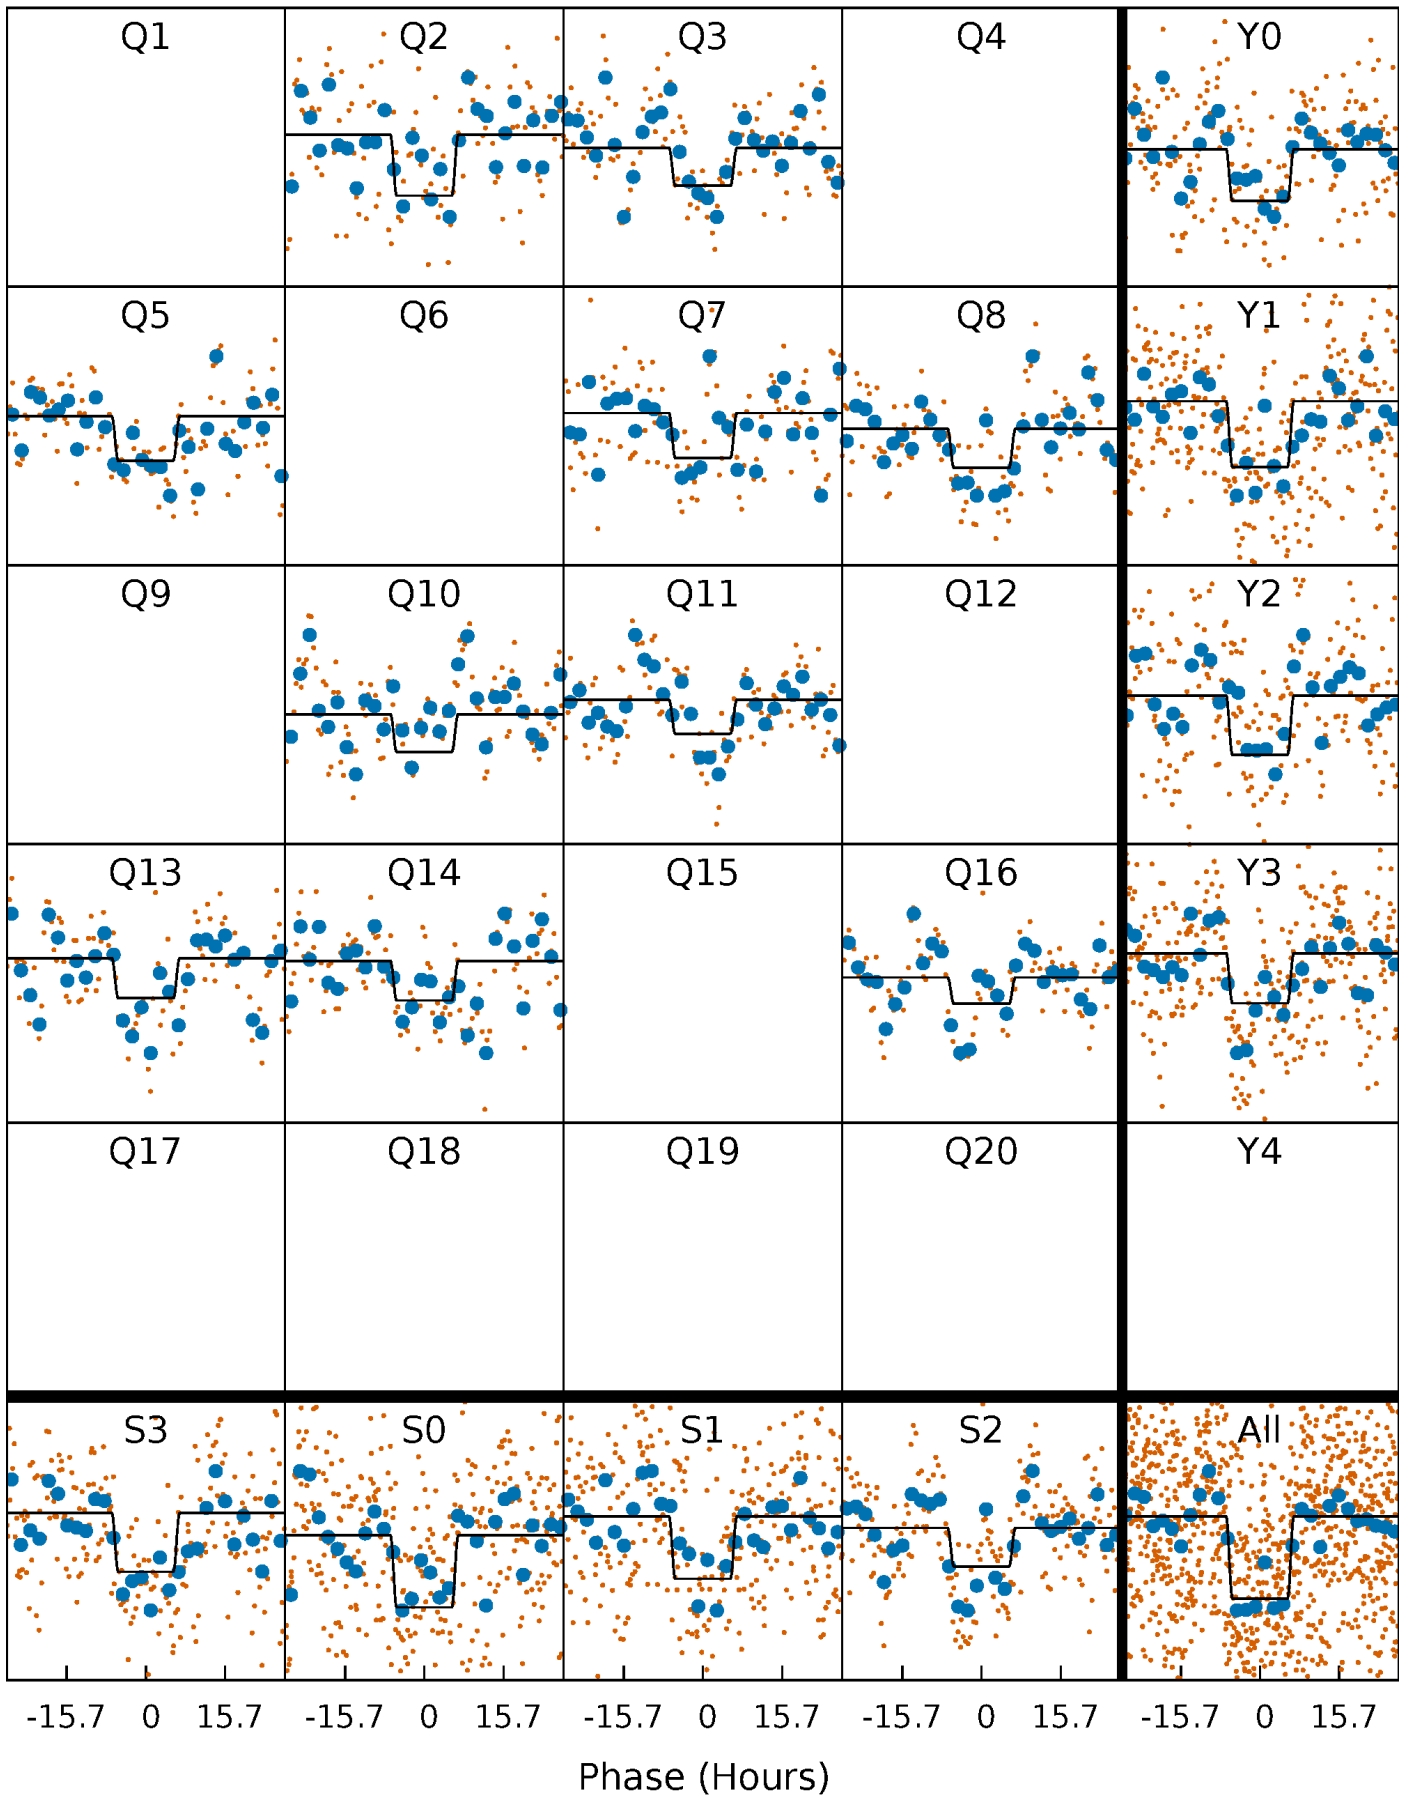 Q1 Q2 Q3 Q4 Y0
Q5 Q6 Q7 Q8 Y1
Q9 Q10 Q11 Q12 Y2
Q13 Q14 Q15 Q16 Y3
Q17 Q18 Q19 Q20 Y4
S3 S0 S1 S2 All
-15.7 0 15.7 -15.7 0 15.7 -15.7 0 15.7 -15.7 0 15.7 -15.7 0 15.7
Phase (Hours)